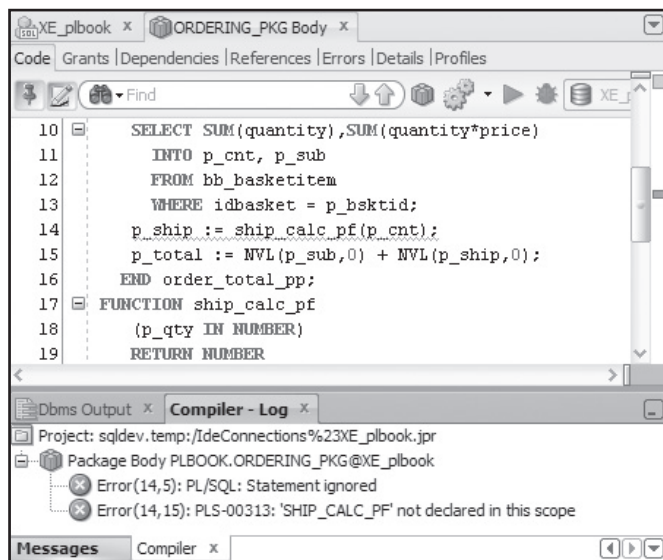 XE_plbook x ORDERING_PKG Body x
Code Grants |Dependencies |References |Errors |Details |Profiles
Find
10 SELECT SUM(quantity),SUM(quantity*price)
11 INTO p_cnt, p_sub
12 FROM bb_basketitem
13 WHERE idbasket = p_bsktid;
14 p_ship := ship_calc_pf(p_cnt);
15 p_total := NVL(p_sub,0) + NVL(p_ship,0);
16 END order_total_pp;
17 FUNCTION ship_calc_pf
18 (p_qty IN NUMBER)
19 RETURN NUMBER
Dbms Output x Compiler - Log x
Project: sqldev.temp:/IdeConnections%23XE_plbook.jpr
Package Body PLBOOK.ORDERING_PKG@XE_plbook
Error(14,5): PL/SQL: Statement ignored
Error(14,15): PLS-00313: 'SHIP_CALC_PF' not declared in this scope
Messages Compiler x